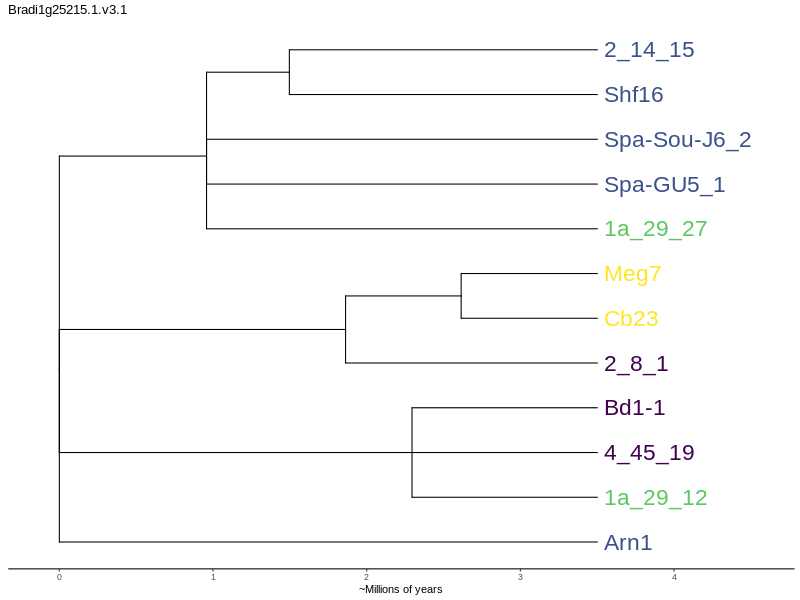 Bradi1g25215.1.v3.1
2_14_15
Shf16
Spa-Sou-J6_2
Spa-GU5_1
1a_29_27
Meg7
Cb23
2_8_1
Bd1-1
4_45_19
1a_29_12
Arn1
0 1 2 3 4
~Millions of years